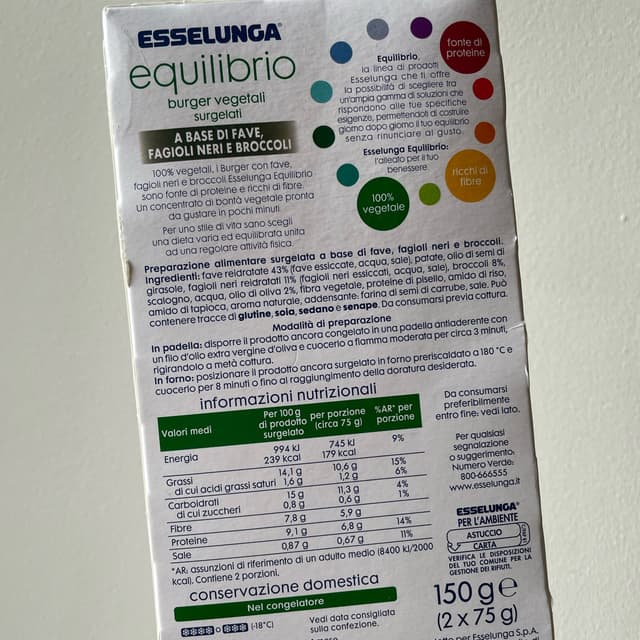 ESSELUNGA®
equilibrio
burger vegetali
surgelati
A BASE DI FAVE,
FAGIOLI NERI E BROCCOLI
100% vegetali, i Burger con fave,
fagioli neri e broccoli Esselunga Equilibrio
sono fonte di proteine e ricchi di fibre.
Un concentrato di bontà vegetale pronta
da gustare in pochi minuti.
Per uno stile di vita sano scegli
una dieta varia ed equilibrata unita
ad una regolare attività fisica.
Equilibrio,
la linea di prodotti
Esselunga che ti offre
la possibilità di scegliere tra
un'ampia gamma di soluzioni che
rispondono alle tue specifiche
esigenze, permettendoti di costruire
giorno dopo giorno il tuo equilibrio
senza rinunciare al gusto.
Esselunga Equilibrio:
l'alleato per il tuo
benessere.
fonte di
proteine
ricchi di
fibre
100%
vegetale
Preparazione alimentare surgelata a base di fave, fagioli neri e broccoli.
Ingredienti: fave reidratate 43% (fave essiccate, acqua, sale), patate, olio di semi di
girasole, fagioli neri reidratati 11% (fagioli neri essiccati, acqua, sale), broccoli 8%,
scalogno, acqua, olio di oliva 2%, fibra vegetale, proteine di pisello, amido di riso,
amido di tapioca, aroma naturale, addensante: farina di semi di carrube, sale. Può
contenere tracce di glutine, soia, sedano e senape. Da consumarsi previa cottura.
Modalità di preparazione
In padella: disporre il prodotto ancora congelato in una padella antiaderente con
un filo d'olio extra vergine d'oliva e cuocerlo a fiamma moderata per circa 3 minuti,
rigirandolo a metà cottura.
In forno: posizionare il prodotto ancora surgelato in forno preriscaldato a 180 °C e
cuocerlo per 8 minuti o fino al raggiungimento della doratura desiderata.
informazioni nutrizionali
Valori medi Per 100 g di prodotto surgelato per porzione (circa 75 g) %AR* per porzione
Energia 994 kJ 745 kJ
239 kcal 179 kcal 9%
Grassi 14,1 g 10,6 g 15%
di cui acidi grassi saturi 1,6 g 1,2 g 6%
Carboidrati 15 g 11,3 g 4%
di cui zuccheri 0,8 g 0,6 g 1%
Fibre 7,8 g 5,9 g
Proteine 9,1 g 6,8 g 14%
Sale 0,87 g 0,67 g 11%
*AR: assunzioni di riferimento di un adulto medio (8400 kJ/2000
kcal). Contiene 2 porzioni.
Da consumarsi
preferibilmente
entro fine: vedi lato.
Per qualsiasi
segnalazione
o suggerimento:
Numero Verde:
800-666555
www.esselunga.it
ESSELUNGA®
PER L'AMBIENTE
ASTUCCIO
CARTA
VERIFICA LE DISPOSIZIONI
DEL TUO COMUNE PER LA
GESTIONE DEI RIFIUTI.
conservazione domestica
Nel congelatore
o (-18°C)
Vedi data consigliata
sulla confezione.
150 g e
(2 x 75 g)
per Esselunga S.p.A.